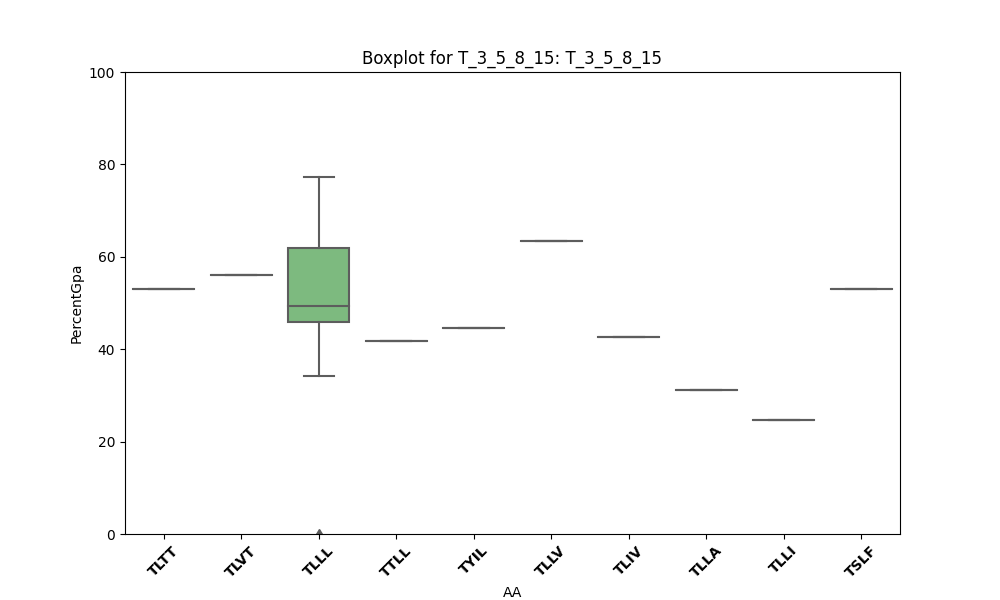 Boxplot for T_3_5_8_15: T_3_5_8_15
100
80
60
40
20
0
PercentGpa
TLTT
TLVT
TLLL
TTLL
TYIL
TLLV
TLIV
TLLA
TLLI
TSLF
AA